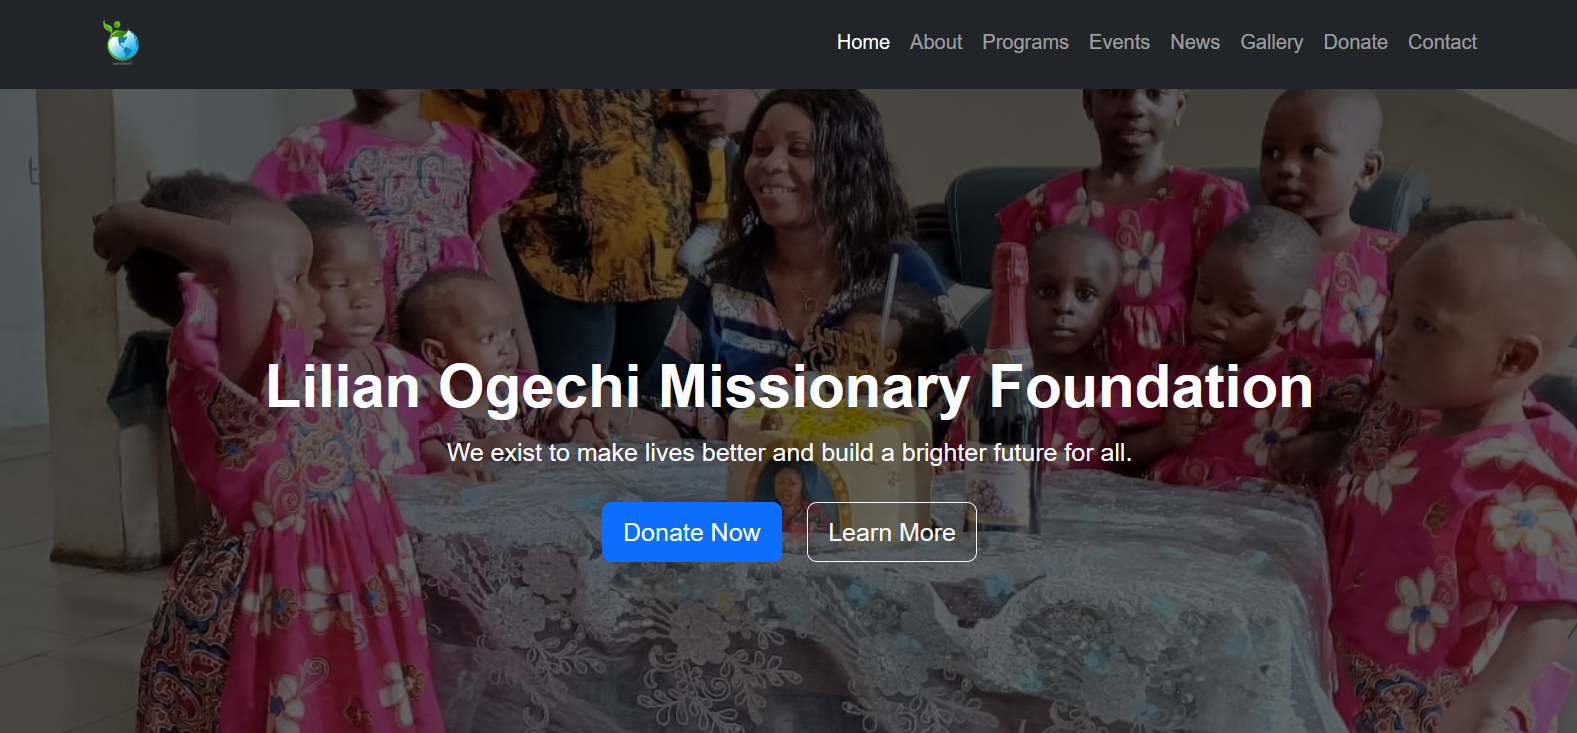 Home About Programs Events News Gallery Donate Contact
Lilian Ogechi Missionary Foundation
We exist to make lives better and build a brighter future for all.
Donate Now Learn More